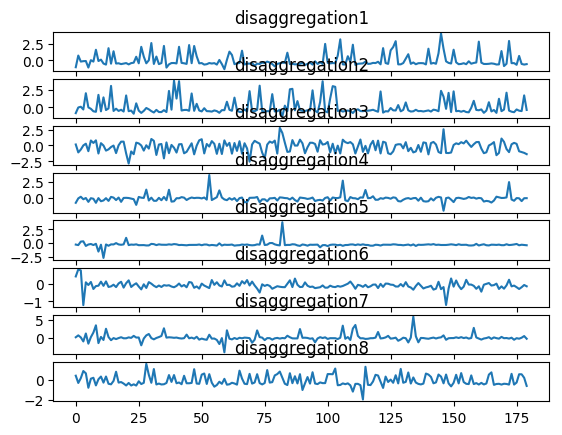 disaggregation1
2.5
0.0
disaggregation2
2.5
0.0
disaggregation3
2.5
0.0
−2.5
disaggregation4
2.5
0.0
disaggregation5
2.5
0.0
−2.5
disaggregation6
0
−1
disaggregation7
5
0
disaggregation8
0
−2
0 25 50 75 100 125 150 175